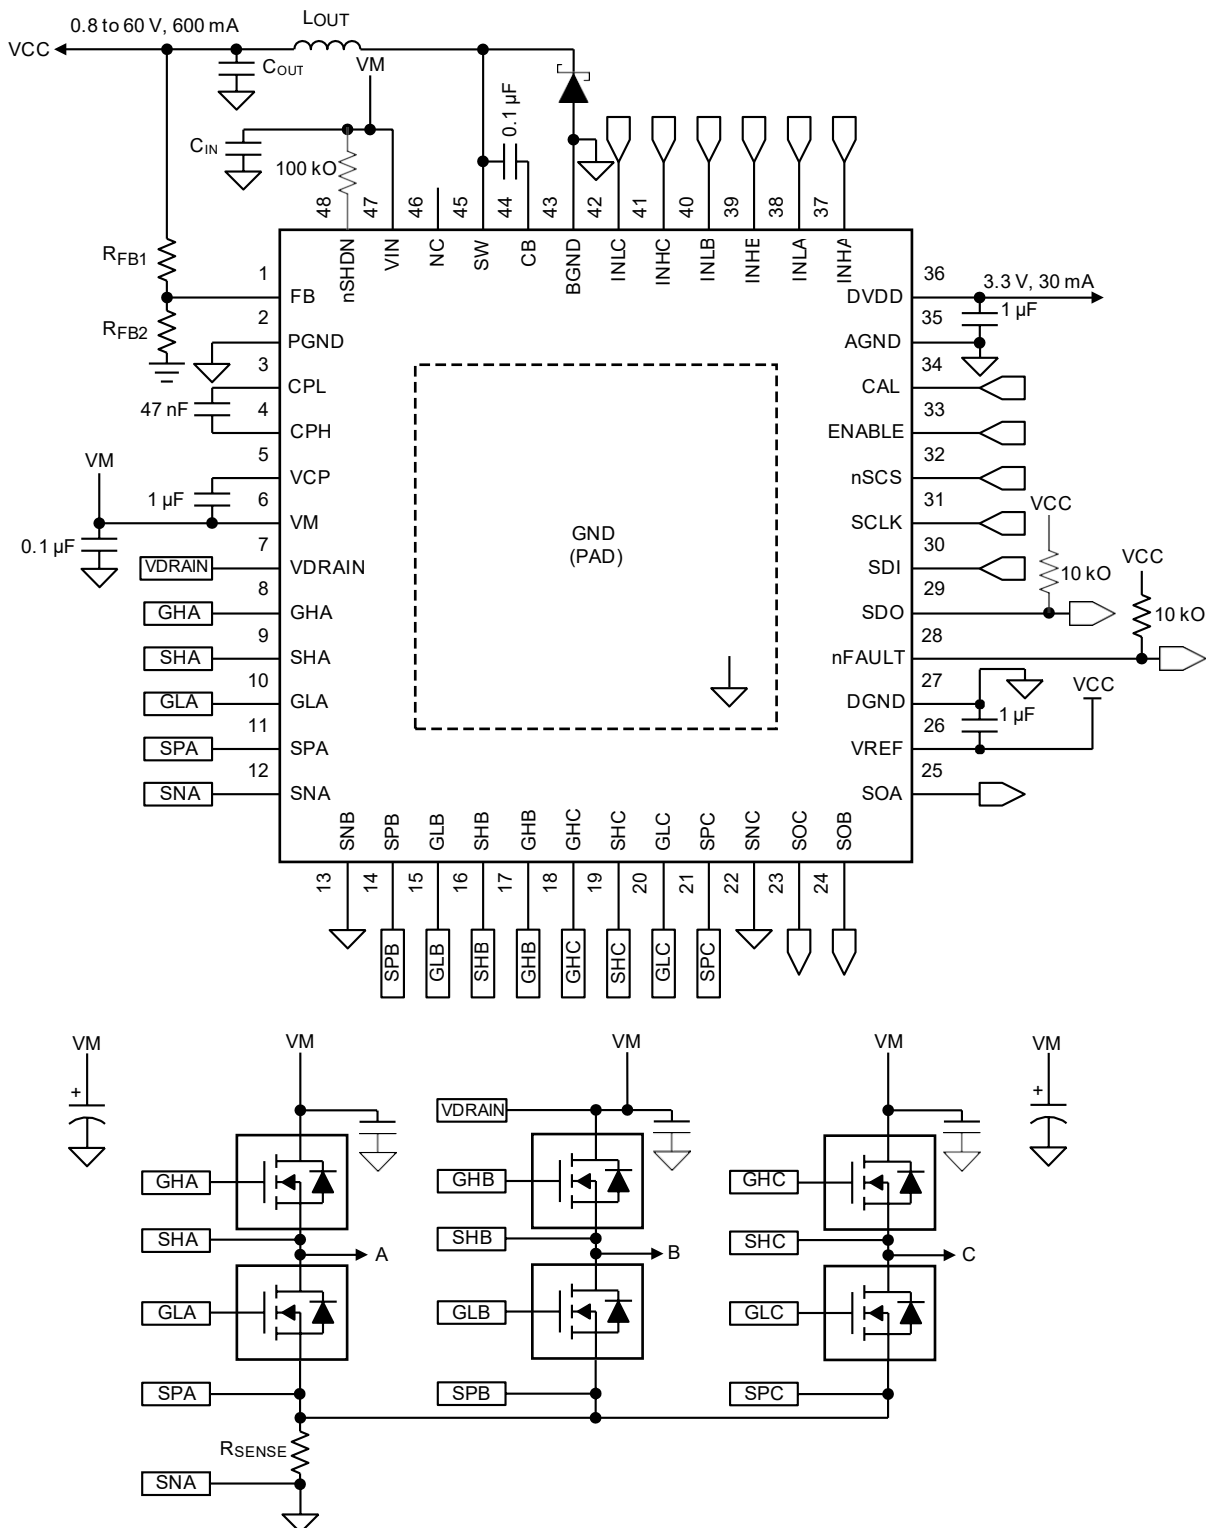 0.8 to 60 V, 600 mA
LOUT
VCC
COUT
VM
0.1 µF
CIN
100 kO
48
47
46
45
44
43
42
41
40
39
38
37
nSHDN
VIN
NC
SW
CB
BGND
INLC
INHC
INLB
INHB
INLA
INHA
RFB1
RFB2
1
FB
2
PGND
3
CPL
47 nF
4
CPH
5
VCP
VM
1 µF
6
VM
0.1 µF
7
VDRAIN
VDRAIN
8
GHA
GHA
9
SHA
SHA
10
GLA
GLA
11
SPA
SPA
12
SNA
SNA
GND
(PAD)
36
DVDD
3.3 V, 30 mA
1 µF
35
AGND
34
CAL
33
ENABLE
32
nSCS
31
SCLK
VCC
30
SDI
10 kO
VCC
29
SDO
10 kO
28
nFAULT
27
DGND
VCC
1 µF
26
VREF
25
SOA
SNB
SPB
GLB
SHB
GHB
GHC
SHC
GLC
SPC
SNC
SOC
SOB
13
14
15
16
17
18
19
20
21
22
23
24
SPB
GLB
SHB
GHB
GHC
SHC
GLC
SPC
VM
VM
VM
VM
VM
+
+
VDRAIN
GHA
GHB
GHC
SHA
SHB
SHC
A
B
C
GLA
GLB
GLC
SPA
SPB
SPC
RSENSE
SNA